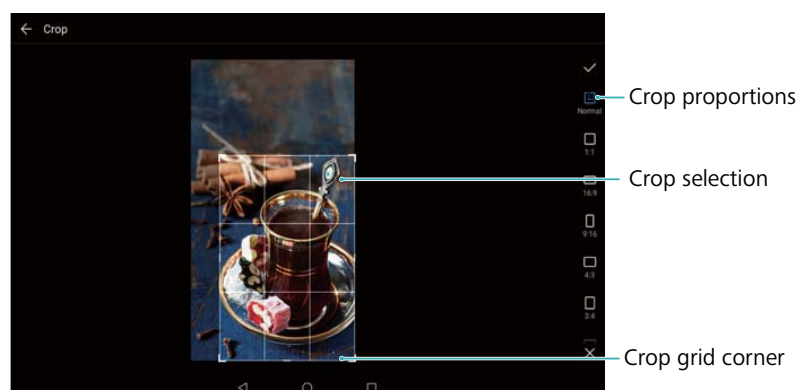 Crop
Crop proportions
Normal
1:1
Crop selection
16:9
9:16
4:3
3:4
Crop grid corner